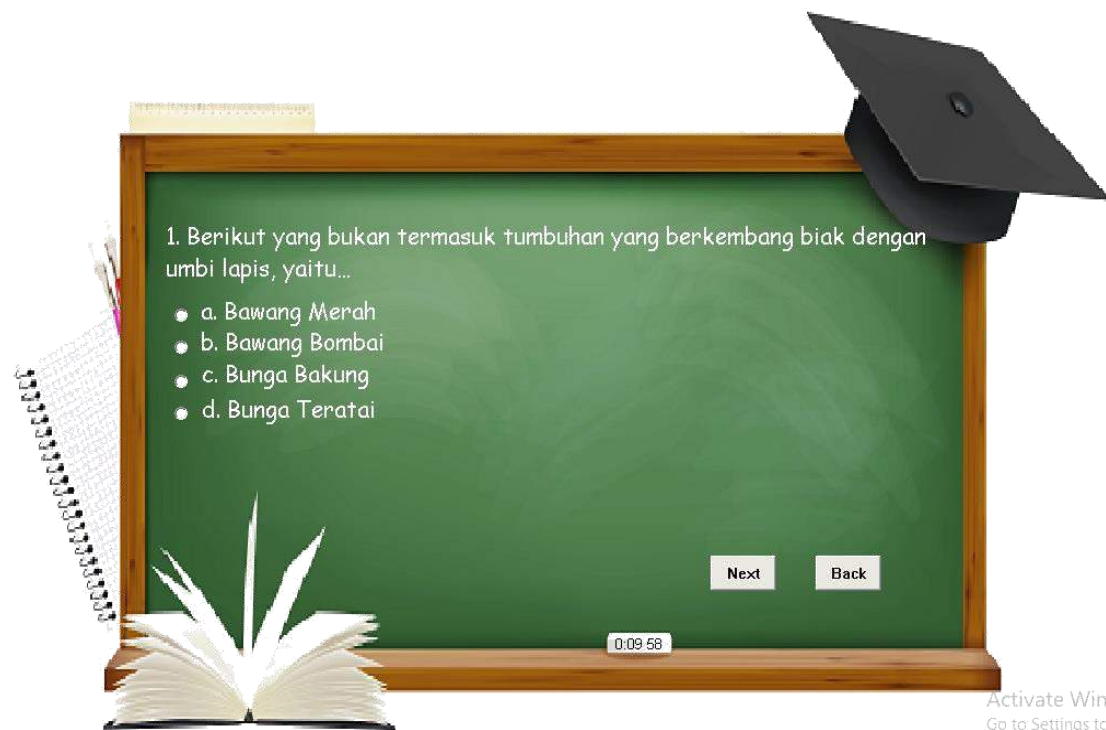 1. Berikut yang bukan termasuk tumbuhan yang berkembang biak dengan
umbi lapis, yaitu...
a. Bawang Merah
b. Bawang Bombai
c. Bunga Bakung
d. Bunga Teratai
Next Back
0:09 58
Activate Win
Go to Settings to